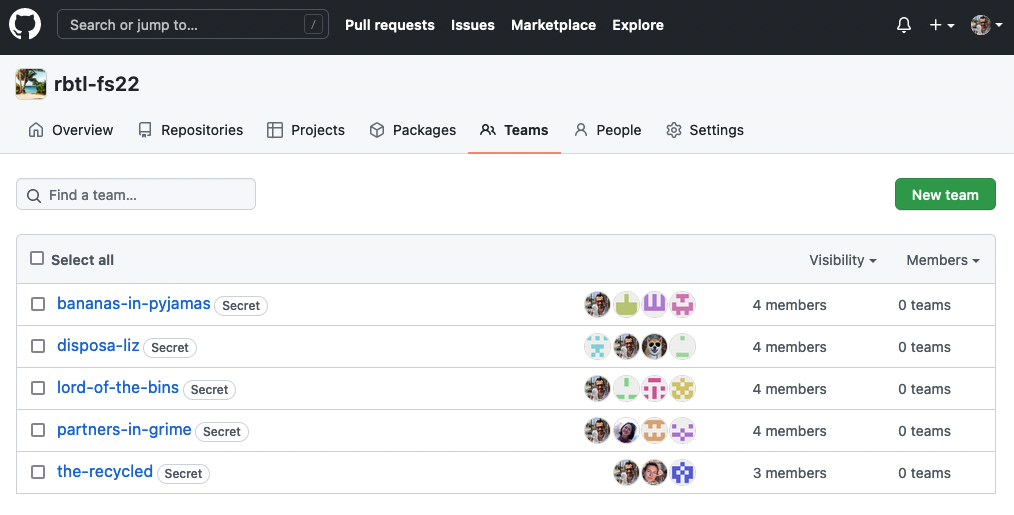 Search or jump to... / Pull requests Issues Marketplace Explore
rbtl-fs22
Overview Repositories Projects Packages Teams People Settings
Find a team... New team
Select all Visibility Members
bananas-in-pyjamas Secret 4 members 0 teams
disposa-liz Secret 4 members 0 teams
lord-of-the-bins Secret 4 members 0 teams
partners-in-grime Secret 4 members 0 teams
the-recycled Secret 3 members 0 teams